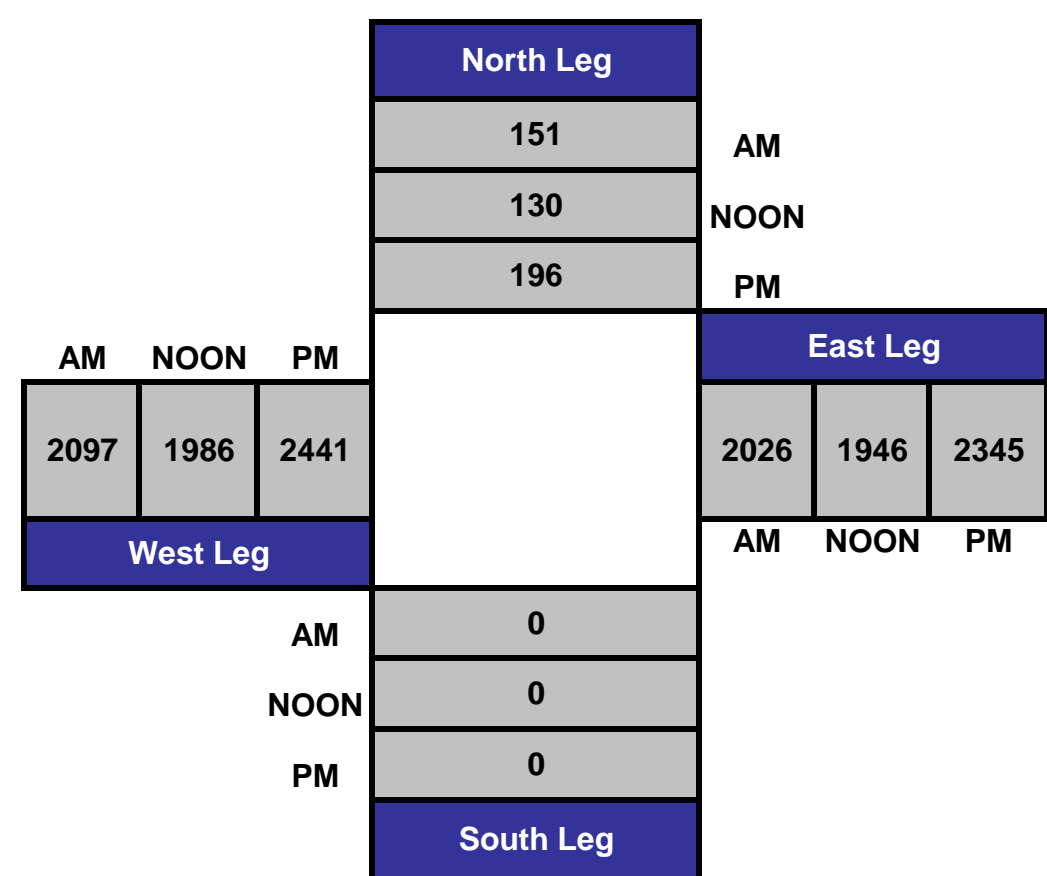 North Leg
151
AM
130
NOON
196
PM
East Leg
AM NOON PM
2097 1986 2441
2026 1946 2345
West Leg
AM NOON PM
AM
0
NOON
0
PM
0
South Leg